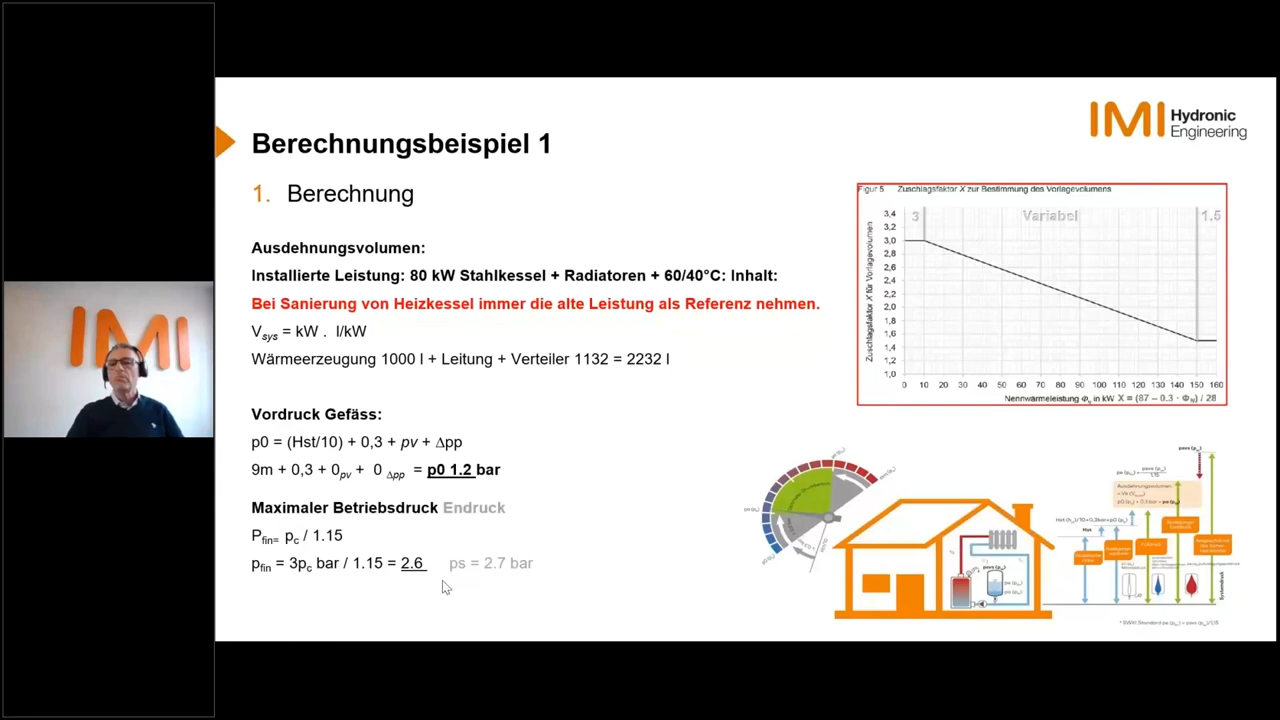 IMI
IMI Hydronic
Engineering
Berechnungsbeispiel 1
1. Berechnung
Ausdehnungsvolumen:
Installierte Leistung: 80 kW Stahlkessel + Radiatoren + 60/40°C: Inhalt:
Bei Sanierung von Heizkessel immer die alte Leistung als Referenz nehmen.
Vsys = kW . l/kW
Wärmeerzeugung 1000 l + Leitung + Verteiler 1132 = 2232 l
Vordruck Gefäss:
p0 = (Hst/10) + 0,3 + pv + Δpp
9m + 0,3 + 0pv + 0 Δpp = p0 1.2 bar
Maximaler Betriebsdruck Endruck
Pfin= pc / 1.15
pfin = 3pc bar / 1.15 = 2.6 ps = 2.7 bar
Figur 5 Zuschlagsfaktor X zur Bestimmung des Vorlagevolumens
3 Variabel 1.5
Zuschlagsfaktor X für Vorlagevolumen
3,4
3,2
3,0
2,8
2,6
2,4
2,2
2,0
1,8
1,6
1,4
1,2
1,0
0 10 20 30 40 50 60 70 80 90 100 110 120 130 140 150 160
Nennwärmeleistung ΦN in kW X = (87 – 0.3 · ΦN) / 28
Systemdruck